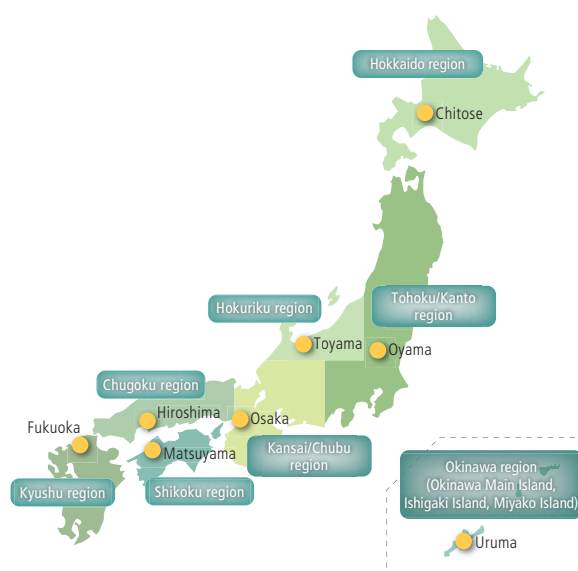 Hokkaido region
Chitose
Tohoku/Kanto
region
Hokuriku region
Toyama
Oyama
Chugoku region
Hiroshima
Osaka
Fukuoka
Matsuyama
Kansai/Chubu
region
Kyushu region
Shikoku region
Okinawa region
(Okinawa Main Island,
Ishigaki Island, Miyako Island)
Uruma